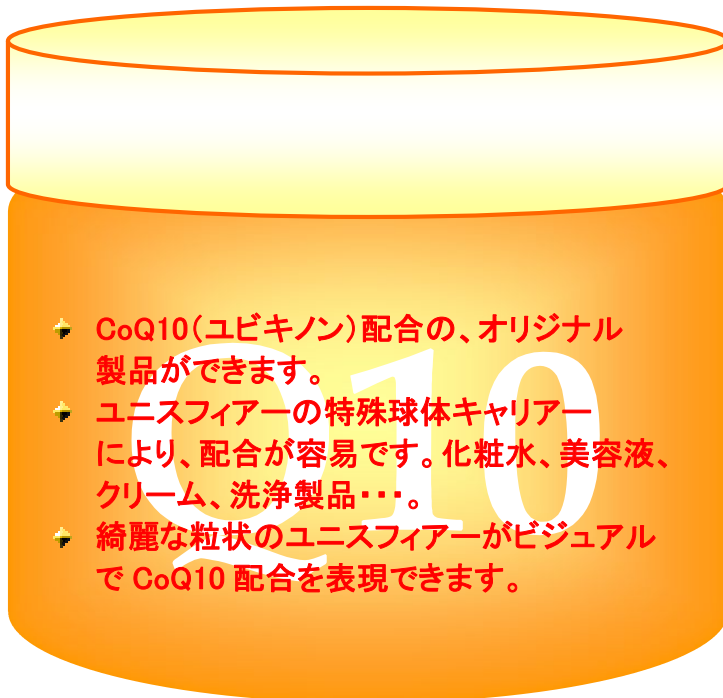 CoQ10(ユビキノン)配合の、オリジナル
製品ができます。
ユニスフィアーの特殊球体キャリアー
により、配合が容易です。化粧水、美容液、
クリーム、洗浄製品・・・。
綺麗な粒状のユニスフィアーがビジュアル
で CoQ10 配合を表現できます。
Q10